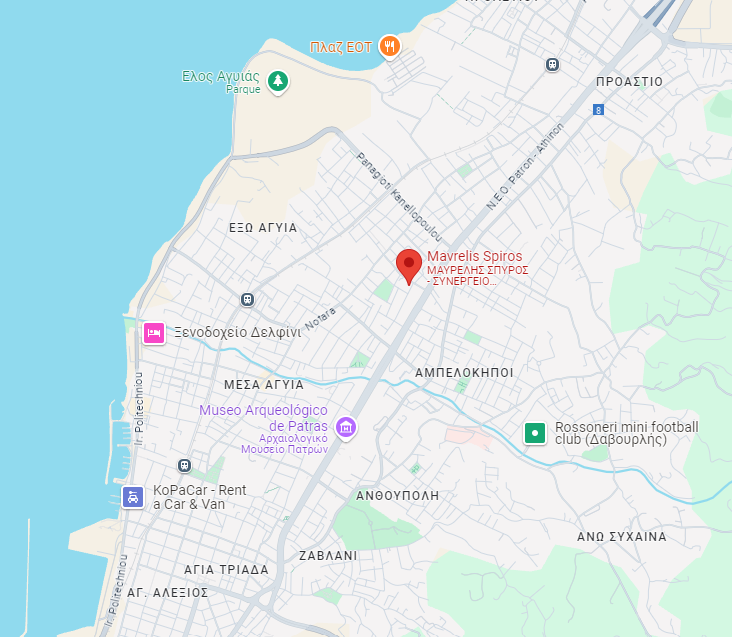 Πλαζ ΕΟΤ
Ελος Αγυιάς
Parque
ΠΡΟΑΣΤΙΟ
8
Panagioti Kanellopoulou
N.E.O. Patron - Athinon
ΕΞΩ ΑΓΥΙΑ
Mavrelis Spiros
ΜΑΥΡΕΛΗΣ ΣΠΥΡΟΣ
- ΣΥΝΕΡΓΕΙΟ...
Notara
Ξενοδοχείο Δελφίνι
ΑΜΠΕΛΟΚΗΠΟΙ
ΜΕΣΑ ΑΓΥΙΑ
Ir. Politechniou
Museo Arqueológico
de Patras
Αρχαιολογικό
Μουσείο Πατρών
Rossoneri mini football
club (Δαβουρλής)
KoPaCar - Rent
a Car & Van
ΑΝΘΟΥΠΟΛΗ
ΑΝΩ ΣΥΧΑΙΝΑ
ΖΑΒΛΑΝΙ
ΑΓΙΑ ΤΡΙΑΔΑ
ΑΓ. ΑΛΕΞΙΟΣ
Ir. Politechniou